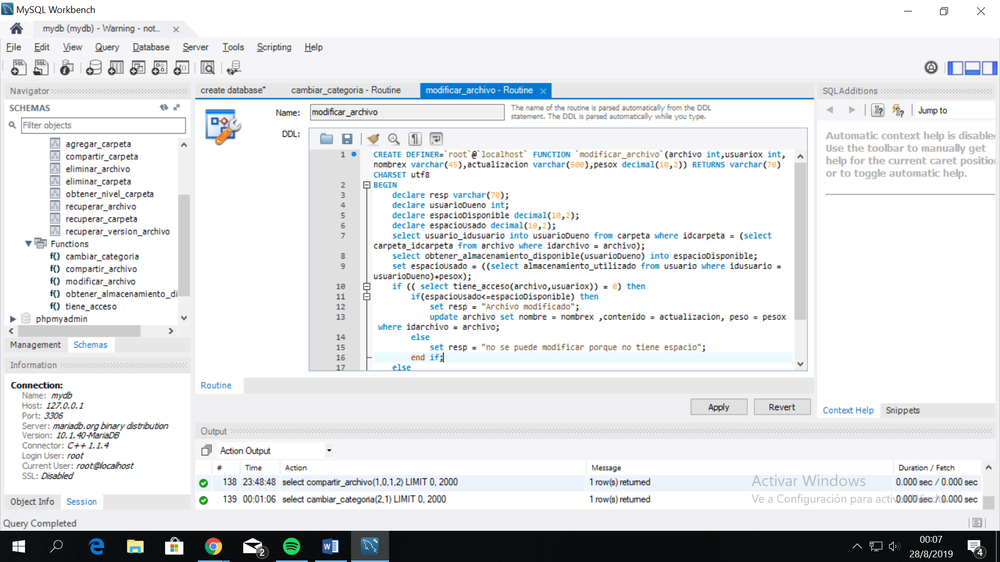 MySQL Workbench
mydb (mydb) - Warning - not...
File Edit View Query Database Server Tools Scripting Help
Navigator
SCHEMAS
Filter objects
agregar_carpeta
compartir_carpeta
eliminar_archivo
eliminar_carpeta
obtener_nivel_carpeta
recuperar_archivo
recuperar_carpeta
recuperar_version_archivo
Functions
f() cambiar_categoria
f() compartir_archivo
f() modificar_archivo
f() obtener_almacenamiento_di
f() tiene_acceso
phpmyadmin
Management Schemas
Information
Connection:
Name: mydb
Host: 127.0.0.1
Port: 3306
Server: mariadb.org binary distribution
Version: 10.1.40-MariaDB
Connector: C++ 1.1.4
Login User: root
Current User: root@localhost
SSL: Disabled
Object Info Session
Query Completed
create database* cambiar_categoria - Routine modificar_archivo - Routine
Name: modificar_archivo
The name of the routine is parsed automatically from the DDL
statement. The DDL is parsed automatically while you type.
DDL:
1 CREATE DEFINER=`root`@`localhost` FUNCTION `modificar_archivo`(archivo int,usuariox int,
nombrex varchar(45),actualizacion varchar(500),pesox decimal(10,2)) RETURNS varchar(70)
CHARSET utf8
2 BEGIN
3 declare resp varchar(70);
4 declare usuarioDueno int;
5 declare espacioDisponible decimal(10,2);
6 declare espacioUsado decimal(10,2);
7 select usuario_idusuario into usuarioDueno from carpeta where idcarpeta = (select
carpeta_idcarpeta from archivo where idarchivo = archivo);
8 select obtener_almacenamiento_disponible(usuarioDueno) into espacioDisponible;
9 set espacioUsado = ((select almacenamiento_utilizado from usuario where idusuario =
usuarioDueno)+pesox);
10 if (( select tiene_acceso(archivo,usuariox)) = 0) then
11 if(espacioUsado<=espacioDisponible) then
12 set resp = "Archivo modificado";
13 update archivo set nombre = nombrex ,contenido = actualizacion, peso = pesox
where idarchivo = archivo;
14 else
15 set resp = "no se puede modificar porque no tiene espacio";
16 end if;
17 else
Routine
Apply Revert
SQLAdditions
Jump to
Automatic context help is disable
Use the toolbar to manually get
help for the current caret positio
or to toggle automatic help.
Context Help Snippets
Output
Action Output
# Time Action Message Duration / Fetch
138 23:48:48 select compartir_archivo(1,0,1,2) LIMIT 0, 2000 1 row(s) returned 0.000 sec / 0.000 sec
139 00:01:06 select cambiar_categoria(2,1) LIMIT 0, 2000 1 row(s) returned 0.000 sec / 0.000 sec
Activar Windows
Ve a Configuración para activar Windows.
2
00:07
28/8/2019
4